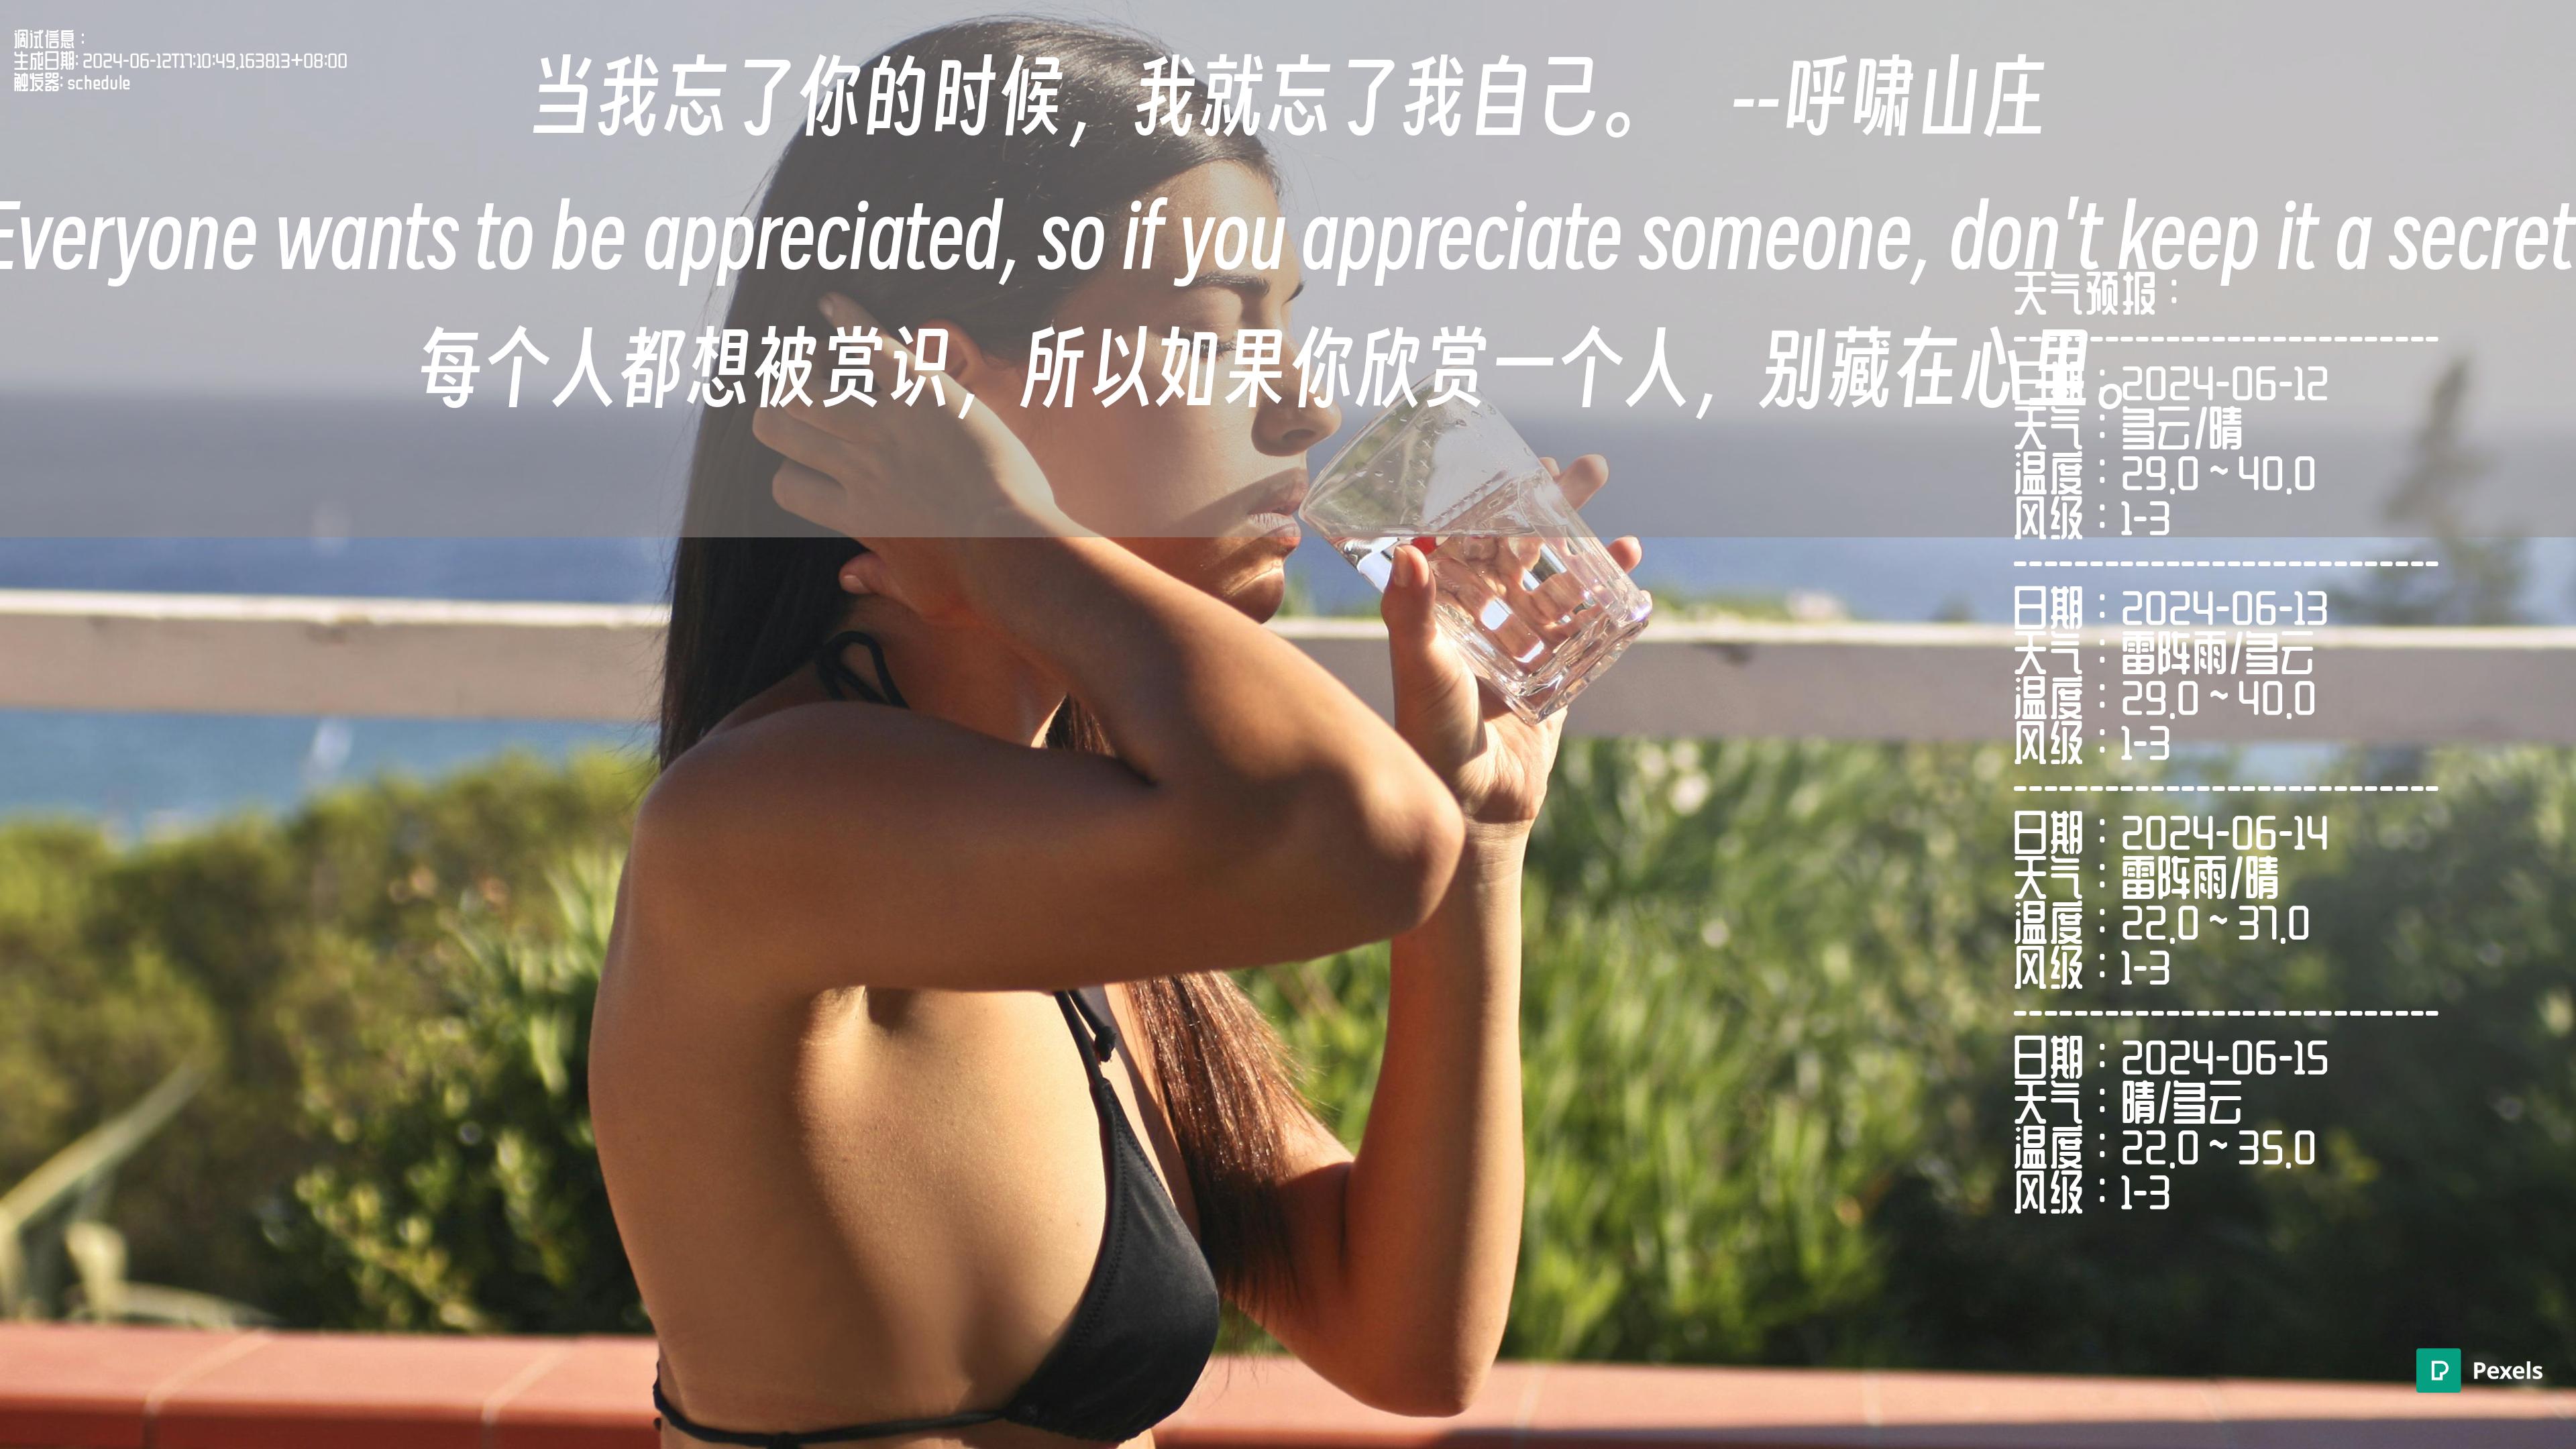 调试信息：
生成日期: 2024-06-12T17:10:49.163813+08:00
触发器: schedule
当我忘了你的时候，我就忘了我自己。 --呼啸山庄
Everyone wants to be appreciated, so if you appreciate someone, don't keep it a secret
每个人都想被赏识，所以如果你欣赏一个人，别藏在心里。
天气预报：
----------------------------
日期：2024-06-12
天气：多云/晴
温度：29.0 ~ 40.0
风级：1-3
----------------------------
日期：2024-06-13
天气：雷阵雨/多云
温度：29.0 ~ 40.0
风级：1-3
----------------------------
日期：2024-06-14
天气：雷阵雨/晴
温度：22.0 ~ 37.0
风级：1-3
----------------------------
日期：2024-06-15
天气：晴/多云
温度：22.0 ~ 35.0
风级：1-3
Pexels